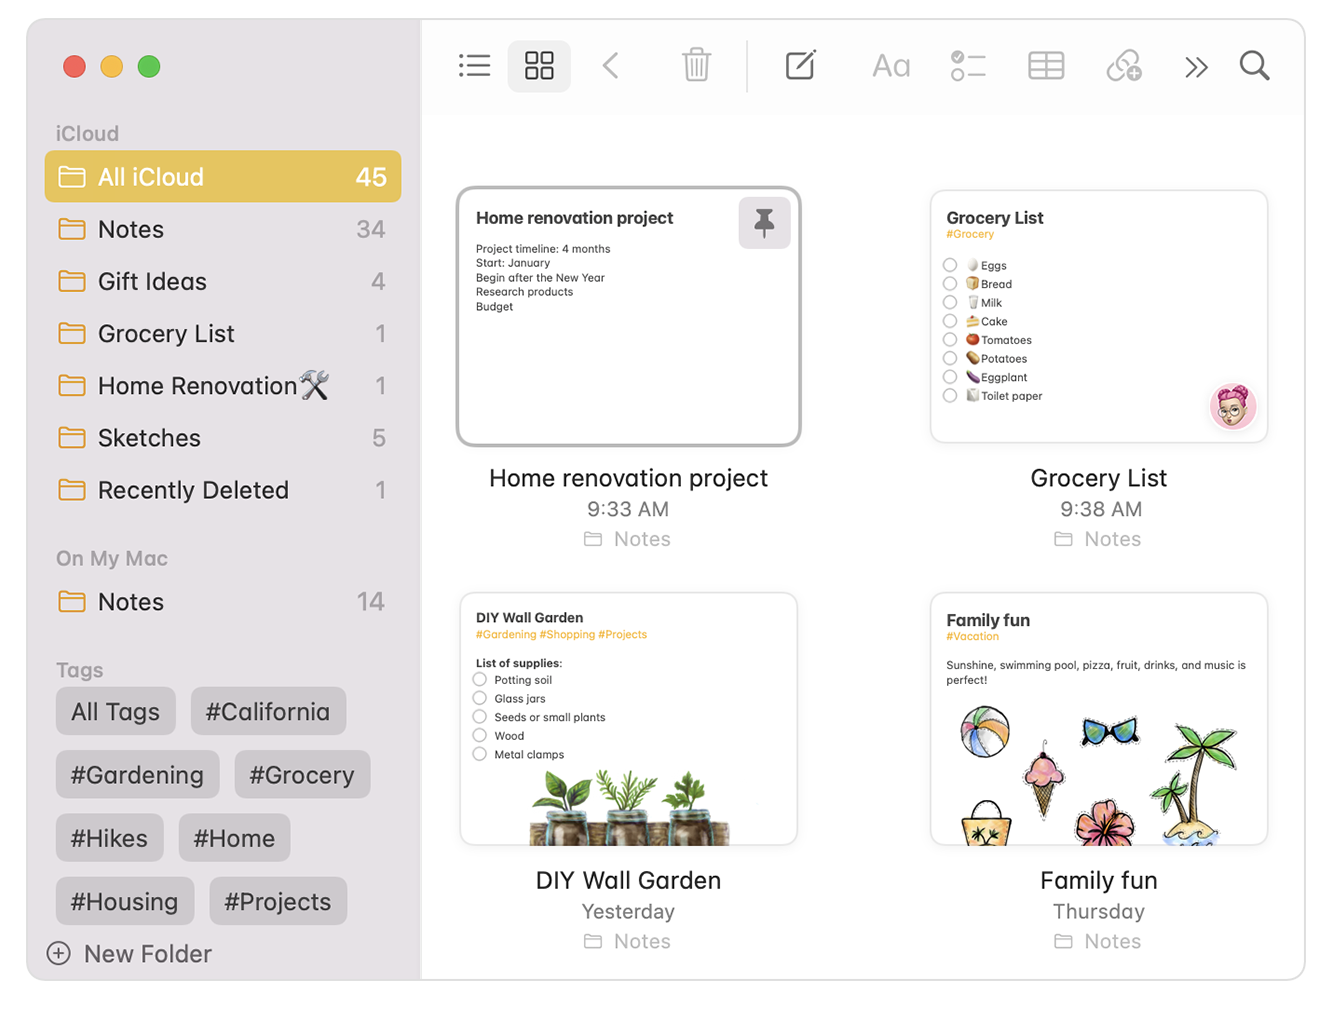 iCloud
All iCloud 45
Notes 34
Gift Ideas 4
Grocery List 1
Home Renovation🛠️ 1
Sketches 5
Recently Deleted 1
On My Mac
Notes 14
Tags
All Tags #California
#Gardening #Grocery
#Hikes #Home
#Housing #Projects
New Folder
Aa
Home renovation project
Project timeline: 4 months
Start: January
Begin after the New Year
Research products
Budget
Home renovation project
9:33 AM
Notes
Grocery List
#Grocery
🥚 Eggs
🍞 Bread
🥛 Milk
🍰 Cake
🍅 Tomatoes
🥔 Potatoes
🍆 Eggplant
🧻 Toilet paper
Grocery List
9:38 AM
Notes
DIY Wall Garden
#Gardening #Shopping #Projects
List of supplies:
Potting soil
Glass jars
Seeds or small plants
Wood
Metal clamps
DIY Wall Garden
Yesterday
Notes
Family fun
#Vacation
Sunshine, swimming pool, pizza, fruit, drinks, and music is
perfect!
Family fun
Thursday
Notes